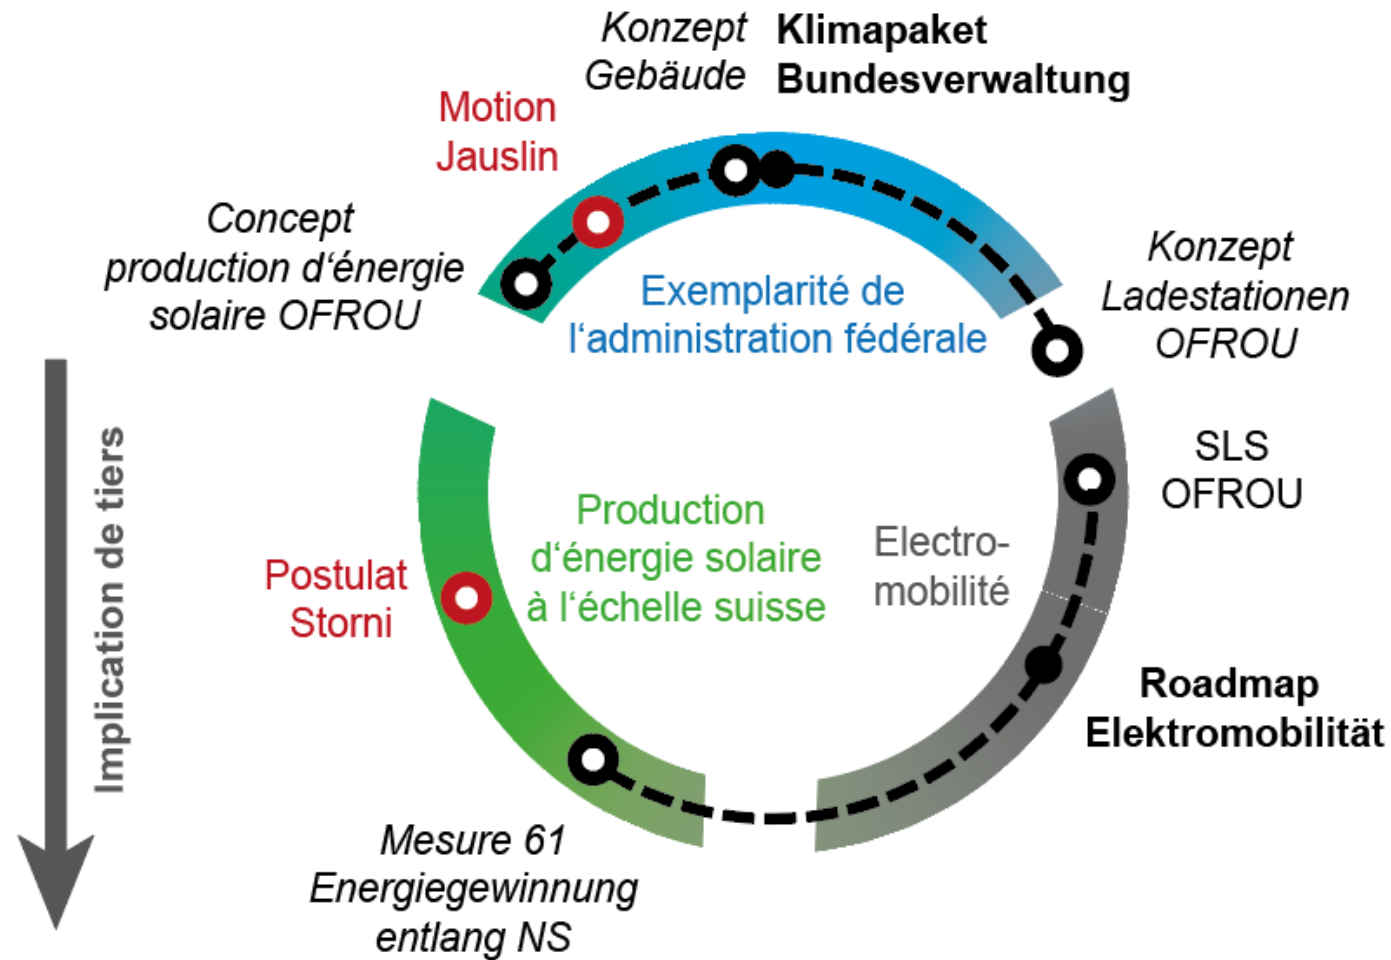 Konzept
Gebäude
Klimapaket
Bundesverwaltung
Motion
Jauslin
Concept
production d‘énergie
solaire OFROU
Exemplarité de
l‘administration fédérale
Konzept
Ladestationen
OFROU
SLS
OFROU
Implication de tiers
Production
d‘énergie solaire
à l‘échelle suisse
Electro-
mobilité
Postulat
Storni
Roadmap
Elektromobilität
Mesure 61
Energiegewinnung
entlang NS